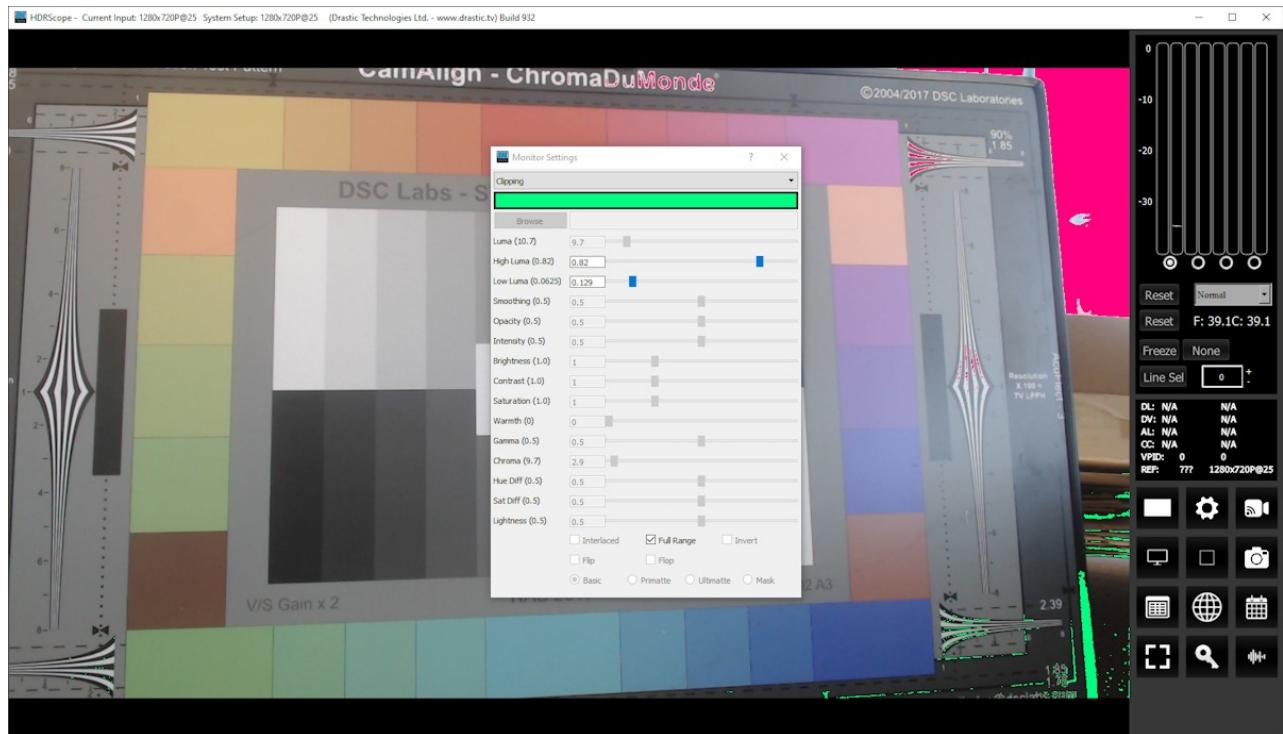 HDRScope - Current Input: 1280x720P@25 System Setup: 1280x720P@25 (Drastic Technologies Ltd. - www.drastic.tv) Build 932
CamAlign - ChromaDuMonde
©2004/2017 DSC Laboratories
90%
1.85
DSC Labs - S
Resolution
X 100 =
TV LPPH
V/S Gain x 2
2.39
Monitor Settings
? ×
Clipping
Browse
Luma (10.7) 9.7
High Luma (0.82) 0.82
Low Luma (0.0625) 0.129
Smoothing (0.5) 0.5
Opacity (0.5) 0.5
Intensity (0.5) 0.5
Brightness (1.0) 1
Contrast (1.0) 1
Saturation (1.0) 1
Warmth (0) 0
Gamma (0.5) 0.5
Chroma (9.7) 2.9
Hue Diff (0.5) 0.5
Sat Diff (0.5) 0.5
Lightness (0.5) 0.5
Interlaced Full Range Invert
Flip Flop
Basic Primatte Ultimatte Mask
0
-10
-20
-30
Reset Normal
Reset F: 39.1C: 39.1
Freeze None
Line Sel 0 + -
DL: N/A N/A
DV: N/A N/A
AL: N/A N/A
CC: N/A N/A
VPID: 0 0
REF: ??? 1280x720P@25